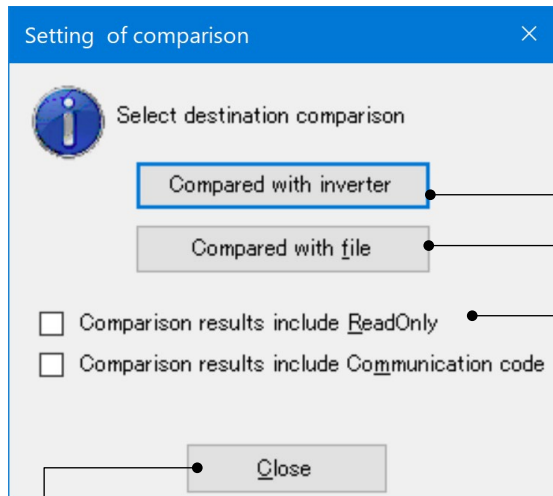 Setting of comparison
Select destination comparison
Compared with inverter
Compared with file
Comparison results include ReadOnly
Comparison results include Communication code
Close